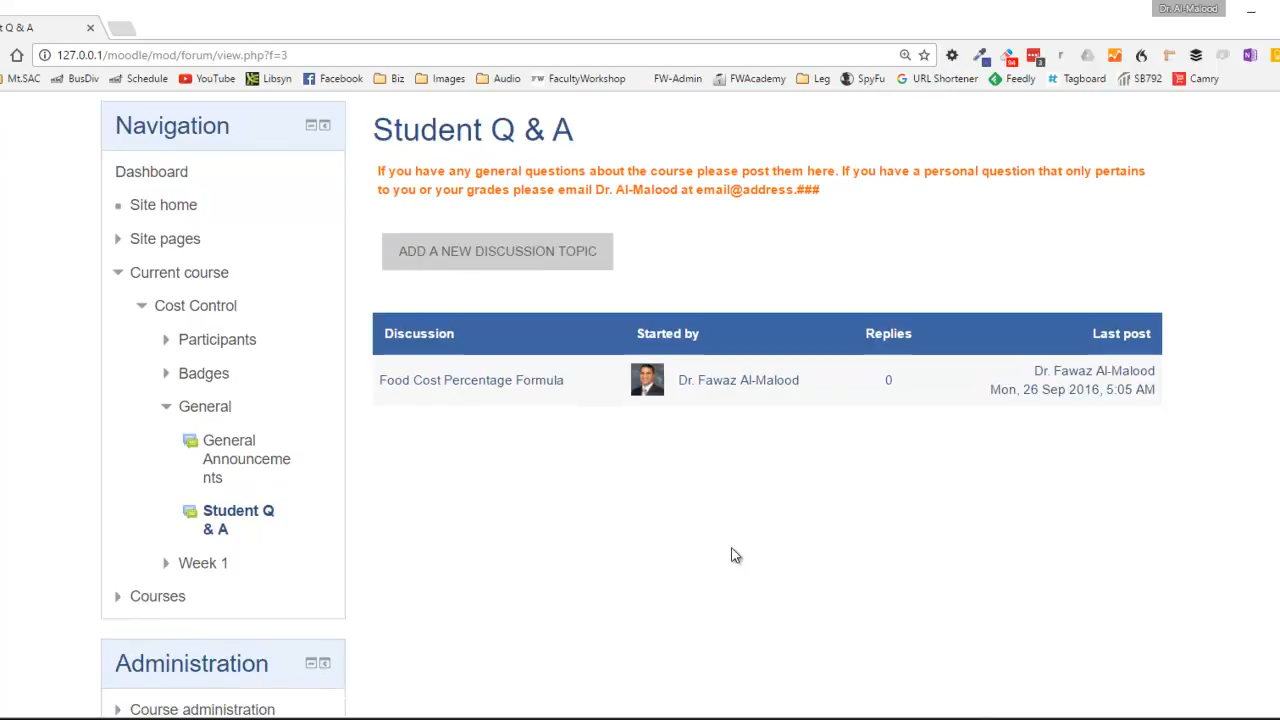 Dr. Al-Malood
t Q & A
127.0.0.1/moodle/mod/forum/view.php?f=3
Mt.SAC BusDiv Schedule YouTube Libsyn Facebook Biz Images Audio FacultyWorkshop FW-Admin FWAcademy Leg SpyFu URL Shortener Feedly Tagboard SB792 Camry
Navigation
Dashboard
Site home
Site pages
Current course
Cost Control
Participants
Badges
General
General
Announceme
nts
Student Q
& A
Week 1
Courses
Administration
Course administration
Student Q & A
If you have any general questions about the course please post them here. If you have a personal question that only pertains
to you or your grades please email Dr. Al-Malood at email@address.###
ADD A NEW DISCUSSION TOPIC
Discussion Started by Replies Last post
Food Cost Percentage Formula Dr. Fawaz Al-Malood 0 Dr. Fawaz Al-Malood
Mon, 26 Sep 2016, 5:05 AM